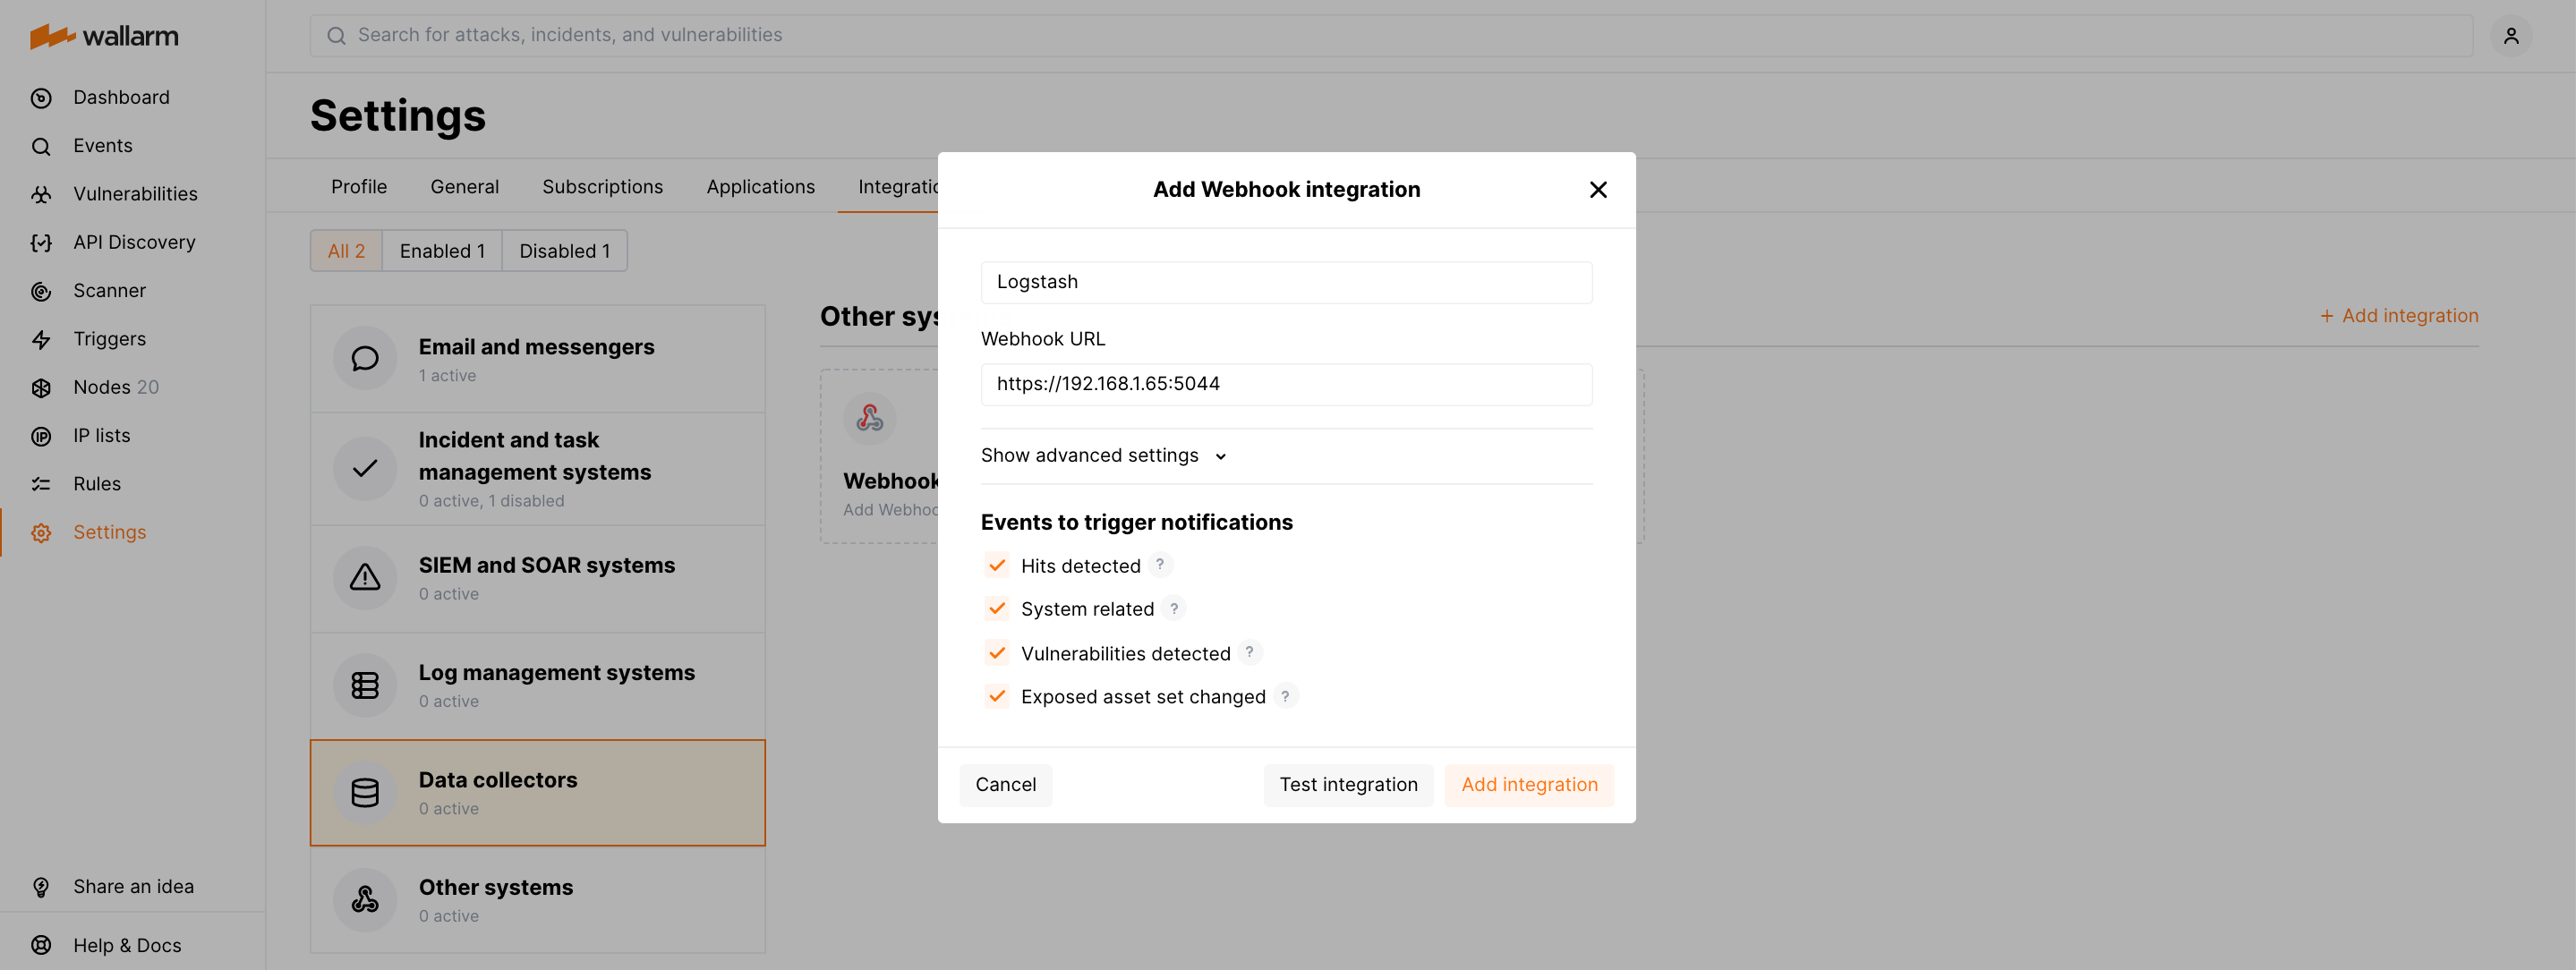 wallarm
Search for attacks, incidents, and vulnerabilities
Dashboard
Events
Vulnerabilities
API Discovery
Scanner
Triggers
Nodes 20
IP lists
Rules
Settings
Share an idea
Help & Docs
Settings
Profile
General
Subscriptions
Applications
Integratio
All 2
Enabled 1
Disabled 1
Email and messengers
1 active
Incident and task
management systems
0 active, 1 disabled
SIEM and SOAR systems
0 active
Log management systems
0 active
Data collectors
0 active
Other systems
0 active
Other sys
+ Add integration
Webhook
Add Webhoo
Add Webhook integration
Logstash
Webhook URL
https://192.168.1.65:5044
Show advanced settings
Events to trigger notifications
Hits detected ?
System related ?
Vulnerabilities detected ?
Exposed asset set changed ?
Cancel
Test integration
Add integration